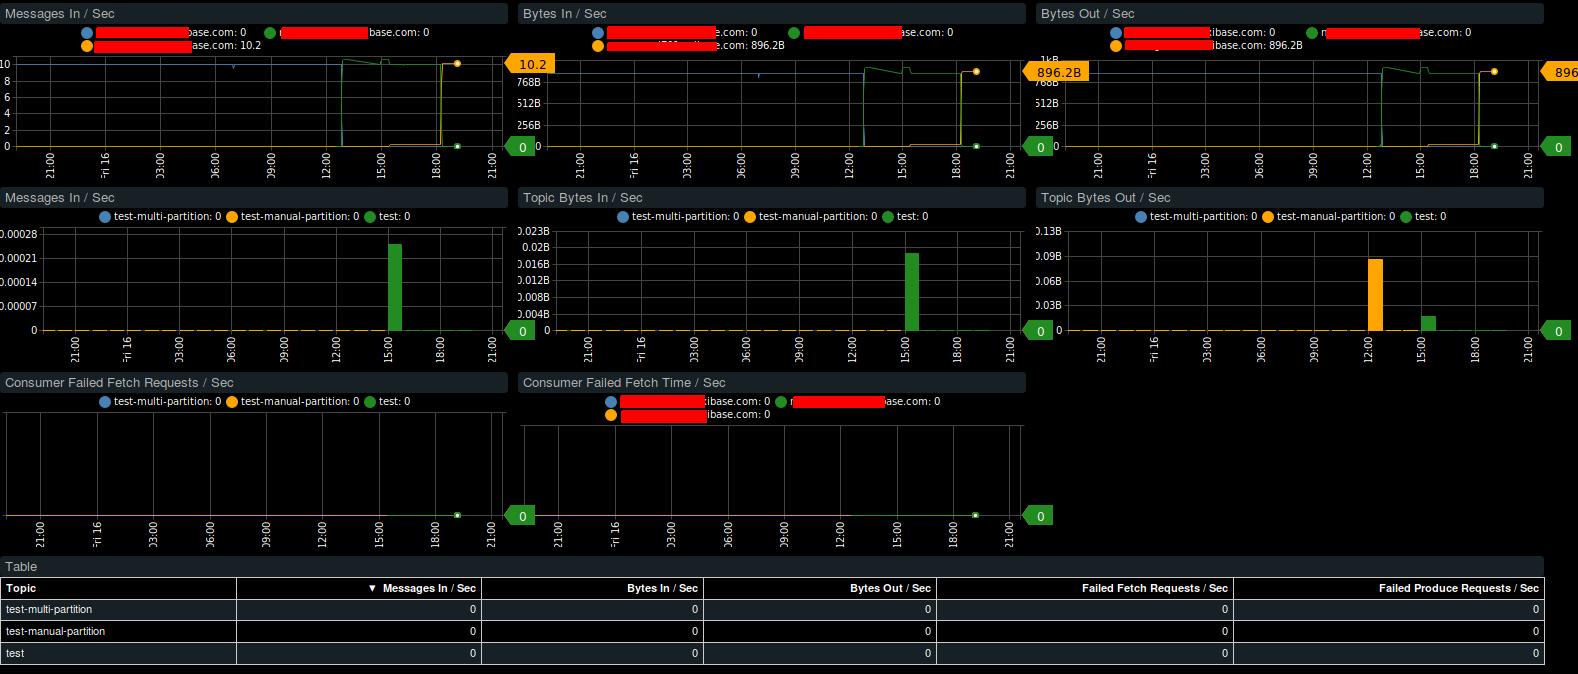 Messages In / Sec
Bytes In / Sec
Bytes Out / Sec
base.com: 0
base.com: 0
e.com: 0
ase.com: 0
ibase.com: 0
base.com: 0
ase.com: 10.2
.com: 896.2B
ibase.com: 896.2B
10
8
6
4
2
0
21:00
Fri 16
03:00
06:00
09:00
12:00
15:00
18:00
21:00
10.2
0
768B
512B
256B
0
21:00
Fri 16
03:00
06:00
09:00
12:00
15:00
18:00
21:00
896.2B
0
1kB
768B
512B
256B
0
21:00
Fri 16
03:00
06:00
09:00
12:00
15:00
18:00
21:00
896
0
Messages In / Sec
Topic Bytes In / Sec
Topic Bytes Out / Sec
test-multi-partition: 0 test-manual-partition: 0 test: 0
test-multi-partition: 0 test-manual-partition: 0 test: 0
test-multi-partition: 0 test-manual-partition: 0 test: 0
0.00028
0.00021
0.00014
0.00007
0
21:00
Fri 16
03:00
06:00
09:00
12:00
15:00
18:00
21:00
0
0.023B
0.02B
0.016B
0.012B
0.008B
0.004B
0
21:00
Fri 16
03:00
06:00
09:00
12:00
15:00
18:00
21:00
0
0.13B
0.09B
0.06B
0.03B
0
21:00
Fri 16
03:00
06:00
09:00
12:00
15:00
18:00
21:00
0
Consumer Failed Fetch Requests / Sec
Consumer Failed Fetch Time / Sec
test-multi-partition: 0 test-manual-partition: 0 test: 0
ibase.com: 0
ase.com: 0
ibase.com: 0
21:00
Fri 16
03:00
06:00
09:00
12:00
15:00
18:00
21:00
0
21:00
Fri 16
03:00
06:00
09:00
12:00
15:00
18:00
21:00
0
Table
Topic ▼ Messages In / Sec Bytes In / Sec Bytes Out / Sec Failed Fetch Requests / Sec Failed Produce Requests / Sec
test-multi-partition 0 0 0 0 0
test-manual-partition 0 0 0 0 0
test 0 0 0 0 0